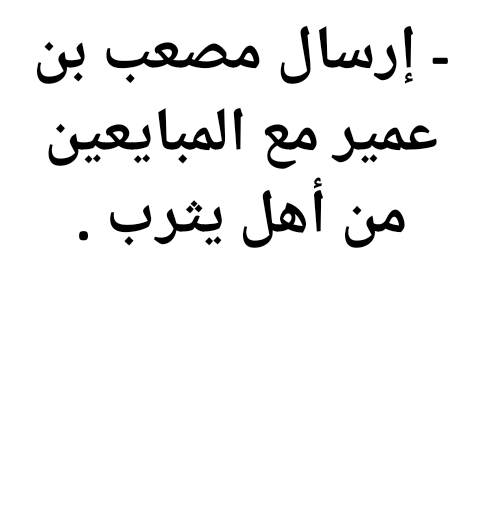 - إرسال مصعب بن
عمير مع المبايعين
من أهل يثرب .